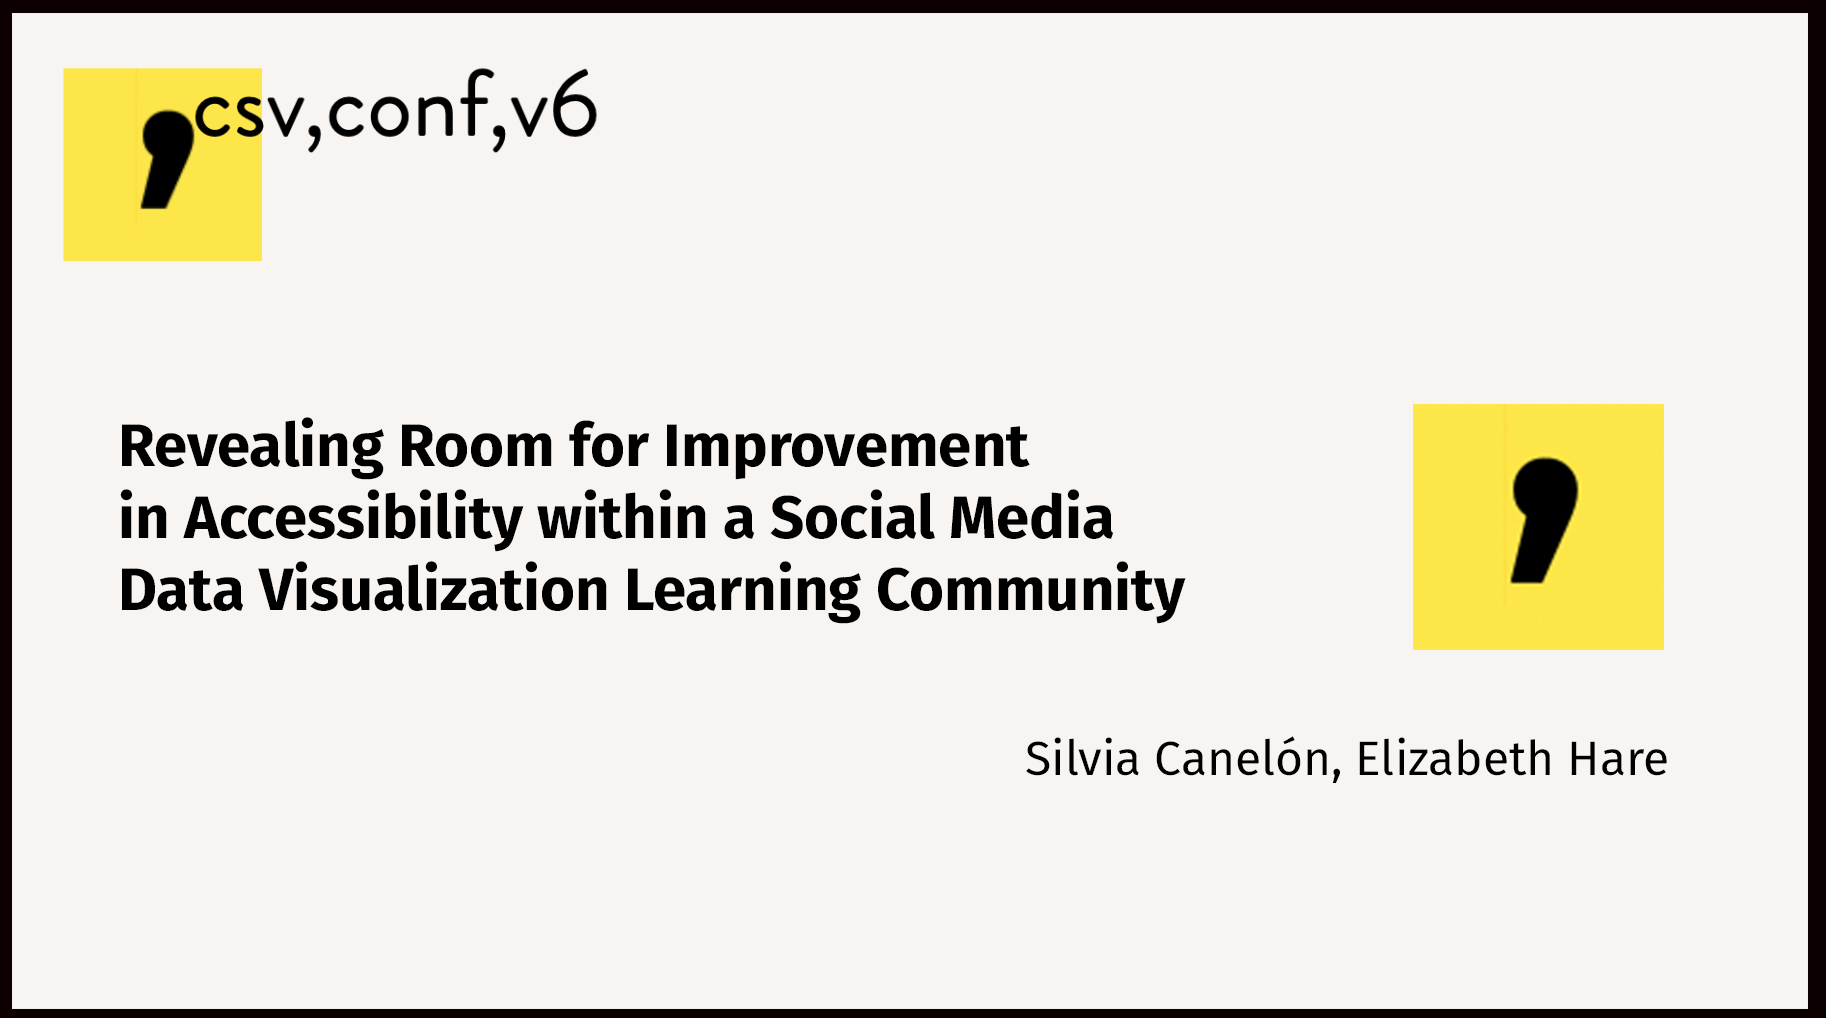 csv,conf,v6
Revealing Room for Improvement
in Accessibility within a Social Media
Data Visualization Learning Community
Silvia Canelón, Elizabeth Hare